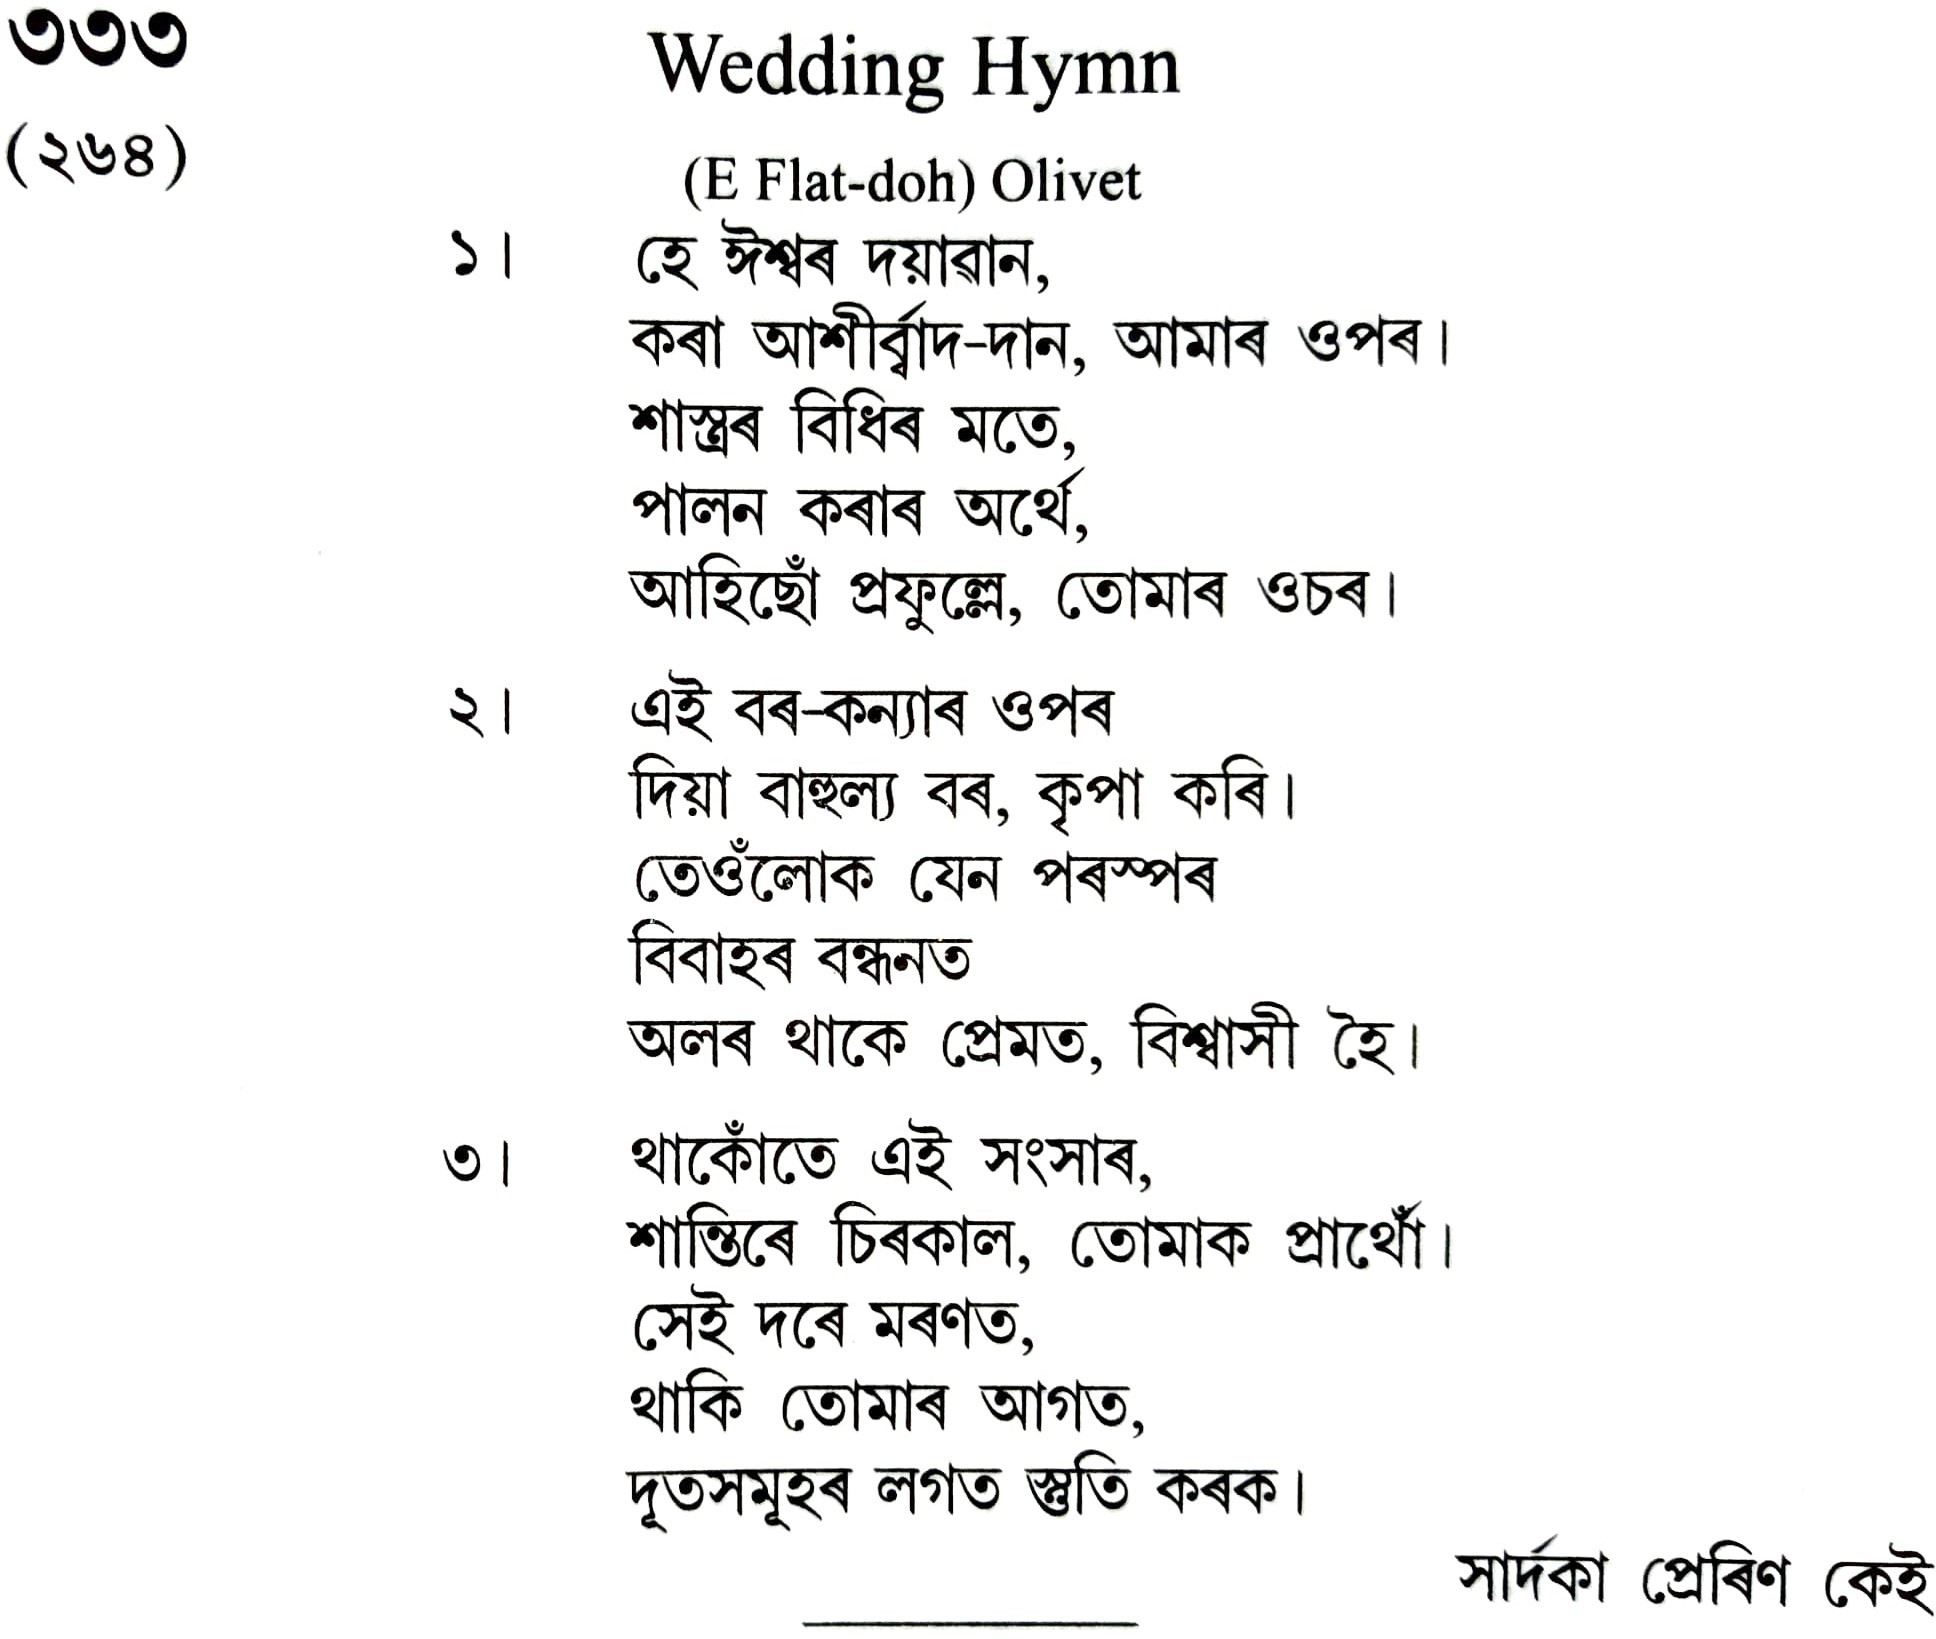 ৩৩৩
Wedding Hymn
(২৬৪)
(E Flat-doh) Olivet
১। হে ঈশ্বৰ দয়াৱান,
কৰা আশীৰ্ব্বাদ-দান, আমাৰ ওপৰ।
শাস্ত্ৰৰ বিধিৰ মতে,
পালন কৰাৰ অৰ্থে,
আহিছোঁ প্ৰফুল্লে, তোমাৰ ওচৰ।
২। এই বৰ-কন্যাৰ ওপৰ
দিয়া বাহুল্য বৰ, কৃপা কৰি।
তেওঁলোক যেন পৰস্পৰ
বিবাহৰ বন্ধনত
অলৰ থাকে প্ৰেমত, বিশ্বাসী হৈ।
৩। থাকোঁতে এই সংসাৰ,
শান্তিৰে চিৰকাল, তোমাক প্ৰাৰ্থোঁ।
সেই দৰে মৰণত,
থাকি তোমাৰ আগত,
দূতসমূহৰ লগত স্তুতি কৰক।
সাৰ্দকা প্ৰেৰিণ কেই